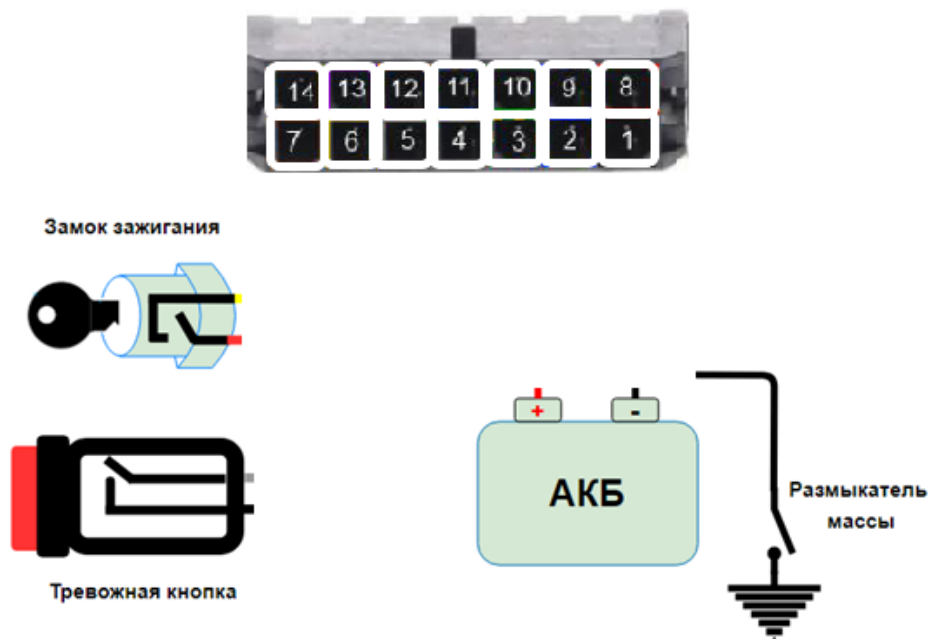 14 13 12 11 10 9 8
7 6 5 4 3 2 1
Замок зажигания
+ -
АКБ
Размыкатель
массы
Тревожная кнопка